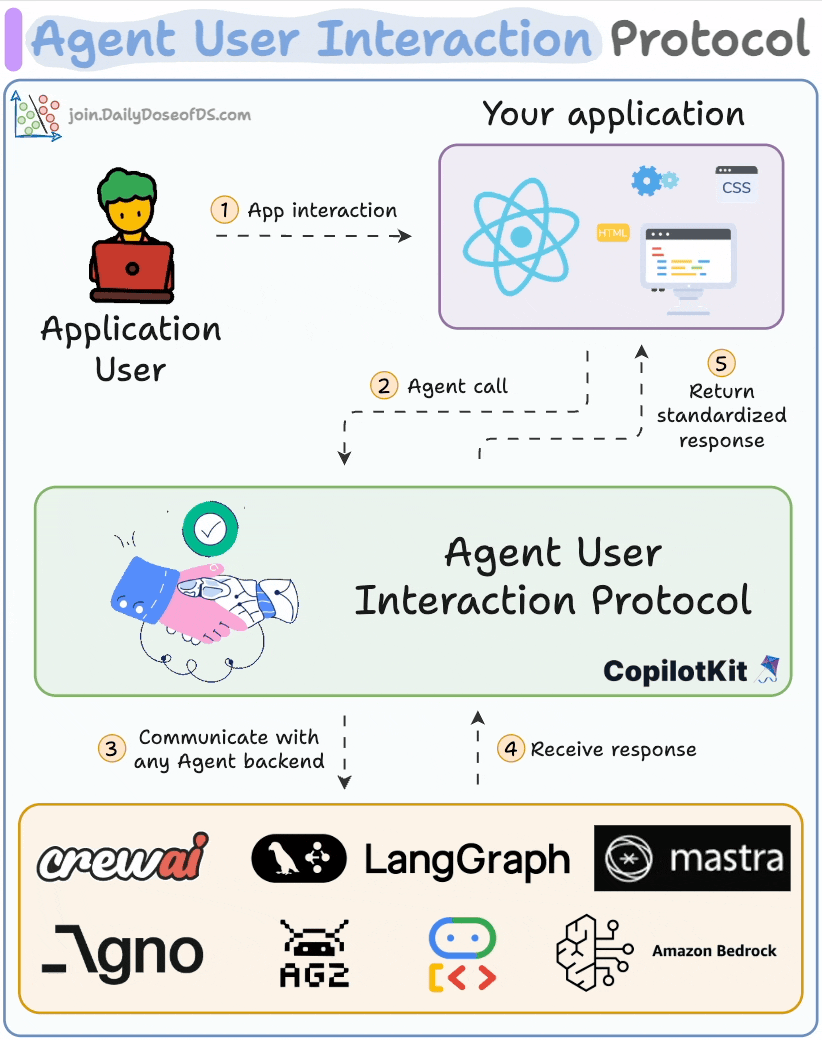 Agent User Interaction Protocol
join.DailyDoseofDS.com
Your application
1 App interaction
CSS
HTML
Application
User
2 Agent call
5
Return
standardized
response
Agent User
Interaction Protocol
CopilotKit
3 Communicate with
any Agent backend
4 Receive response
crewai
LangGraph
mastra
Agno
AG2
Amazon Bedrock